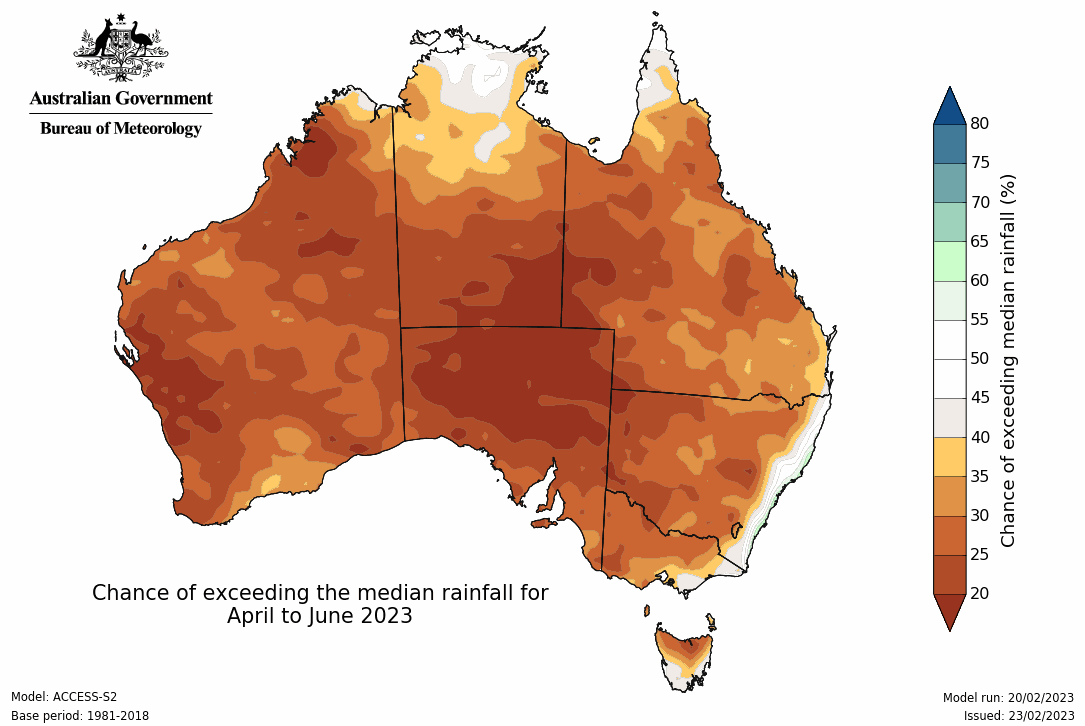 Australian Government
Bureau of Meteorology
80
75
70
65
60
55
50
45
40
35
30
25
20
Chance of exceeding median rainfall (%)
Chance of exceeding the median rainfall for
April to June 2023
Model: ACCESS-S2
Base period: 1981-2018
Model run: 20/02/2023
Issued: 23/02/2023